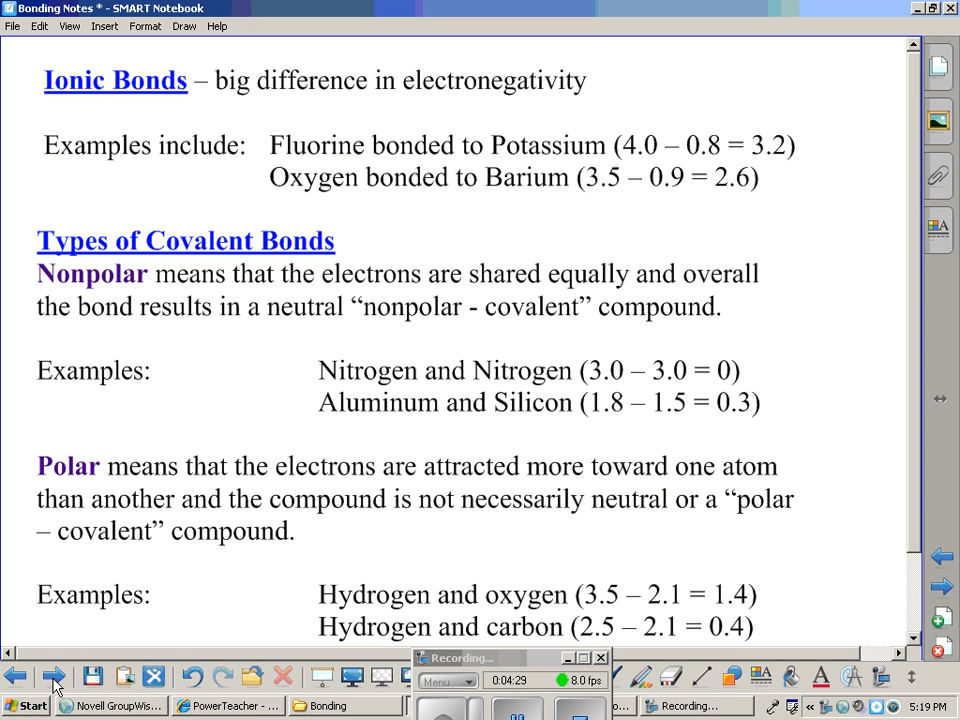 Bonding Notes * - SMART Notebook
File Edit View Insert Format Draw Help
Ionic Bonds – big difference in electronegativity
Examples include: Fluorine bonded to Potassium (4.0 – 0.8 = 3.2)
Oxygen bonded to Barium (3.5 – 0.9 = 2.6)
Types of Covalent Bonds
Nonpolar means that the electrons are shared equally and overall
the bond results in a neutral “nonpolar - covalent” compound.
Examples: Nitrogen and Nitrogen (3.0 – 3.0 = 0)
Aluminum and Silicon (1.8 – 1.5 = 0.3)
Polar means that the electrons are attracted more toward one atom
than another and the compound is not necessarily neutral or a “polar
– covalent” compound.
Examples: Hydrogen and oxygen (3.5 – 2.1 = 1.4)
Hydrogen and carbon (2.5 – 2.1 = 0.4)
Recording...
Menu 0:04:29 8.0 fps
Start Novell GroupWis... PowerTeacher - ... Bonding o... Recording... 5:19 PM